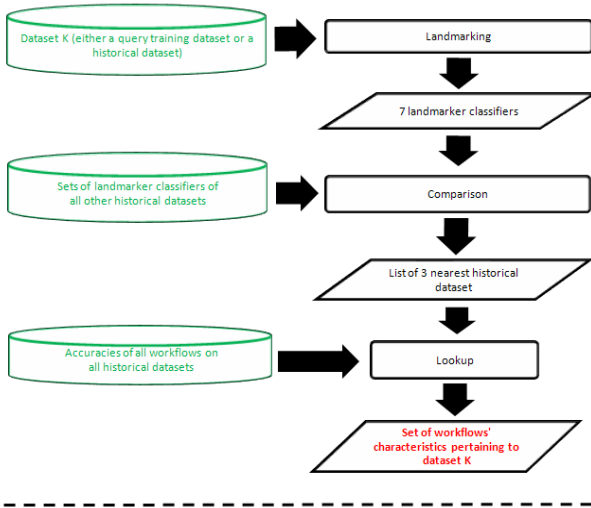 Dataset K (either a query training dataset or a
historical dataset)
Landmarking
7 landmarker classifiers
Sets of landmarker classifiers of
all other historical datasets
Comparison
List of 3 nearest historical
dataset
Accuracies of all workflows on
all historical datasets
Lookup
Set of workflows'
characteristics pertaining to
dataset K